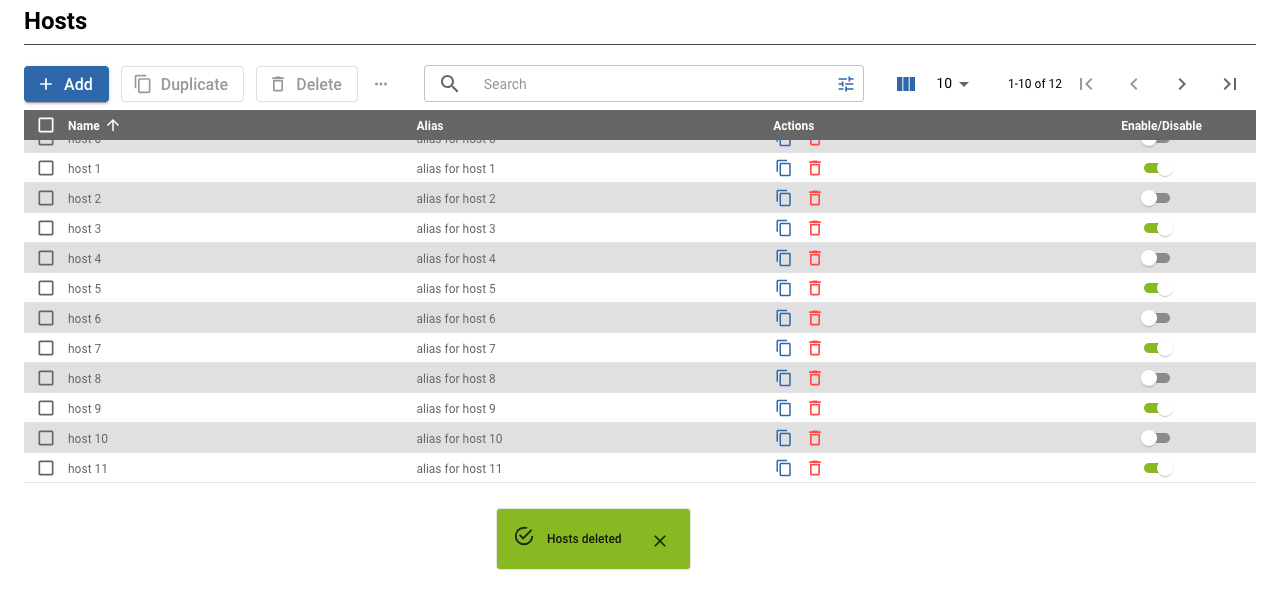 Hosts
Add Duplicate Delete ... Search 10 1-10 of 12
Name Alias Actions Enable/Disable
host 0 alias for host 0
host 1 alias for host 1
host 2 alias for host 2
host 3 alias for host 3
host 4 alias for host 4
host 5 alias for host 5
host 6 alias for host 6
host 7 alias for host 7
host 8 alias for host 8
host 9 alias for host 9
host 10 alias for host 10
host 11 alias for host 11
Hosts deleted